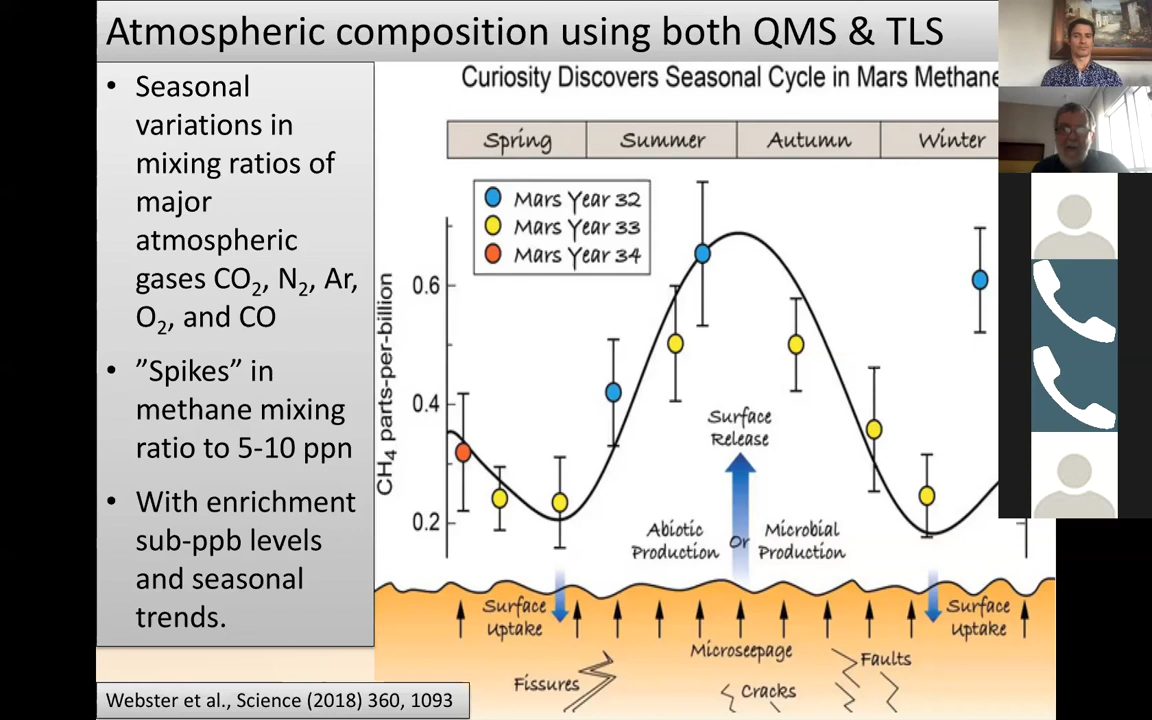 Atmospheric composition using both QMS & TLS
• Seasonal
variations in
mixing ratios of
major
atmospheric
gases CO₂, N₂, Ar,
O₂, and CO
• ”Spikes” in
methane mixing
ratio to 5-10 ppn
• With enrichment
sub-ppb levels
and seasonal
trends.
Webster et al., Science (2018) 360, 1093
Curiosity Discovers Seasonal Cycle in Mars Methane
Spring Summer Autumn Winter
Mars Year 32
Mars Year 33
Mars Year 34
CH₄ parts-per-billion
0.6
0.4
0.2
Surface
Release
Abiotic
Production
Or
Microbial
Production
Surface
Uptake
Surface
Uptake
Microseepage
Fissures
Cracks
Faults